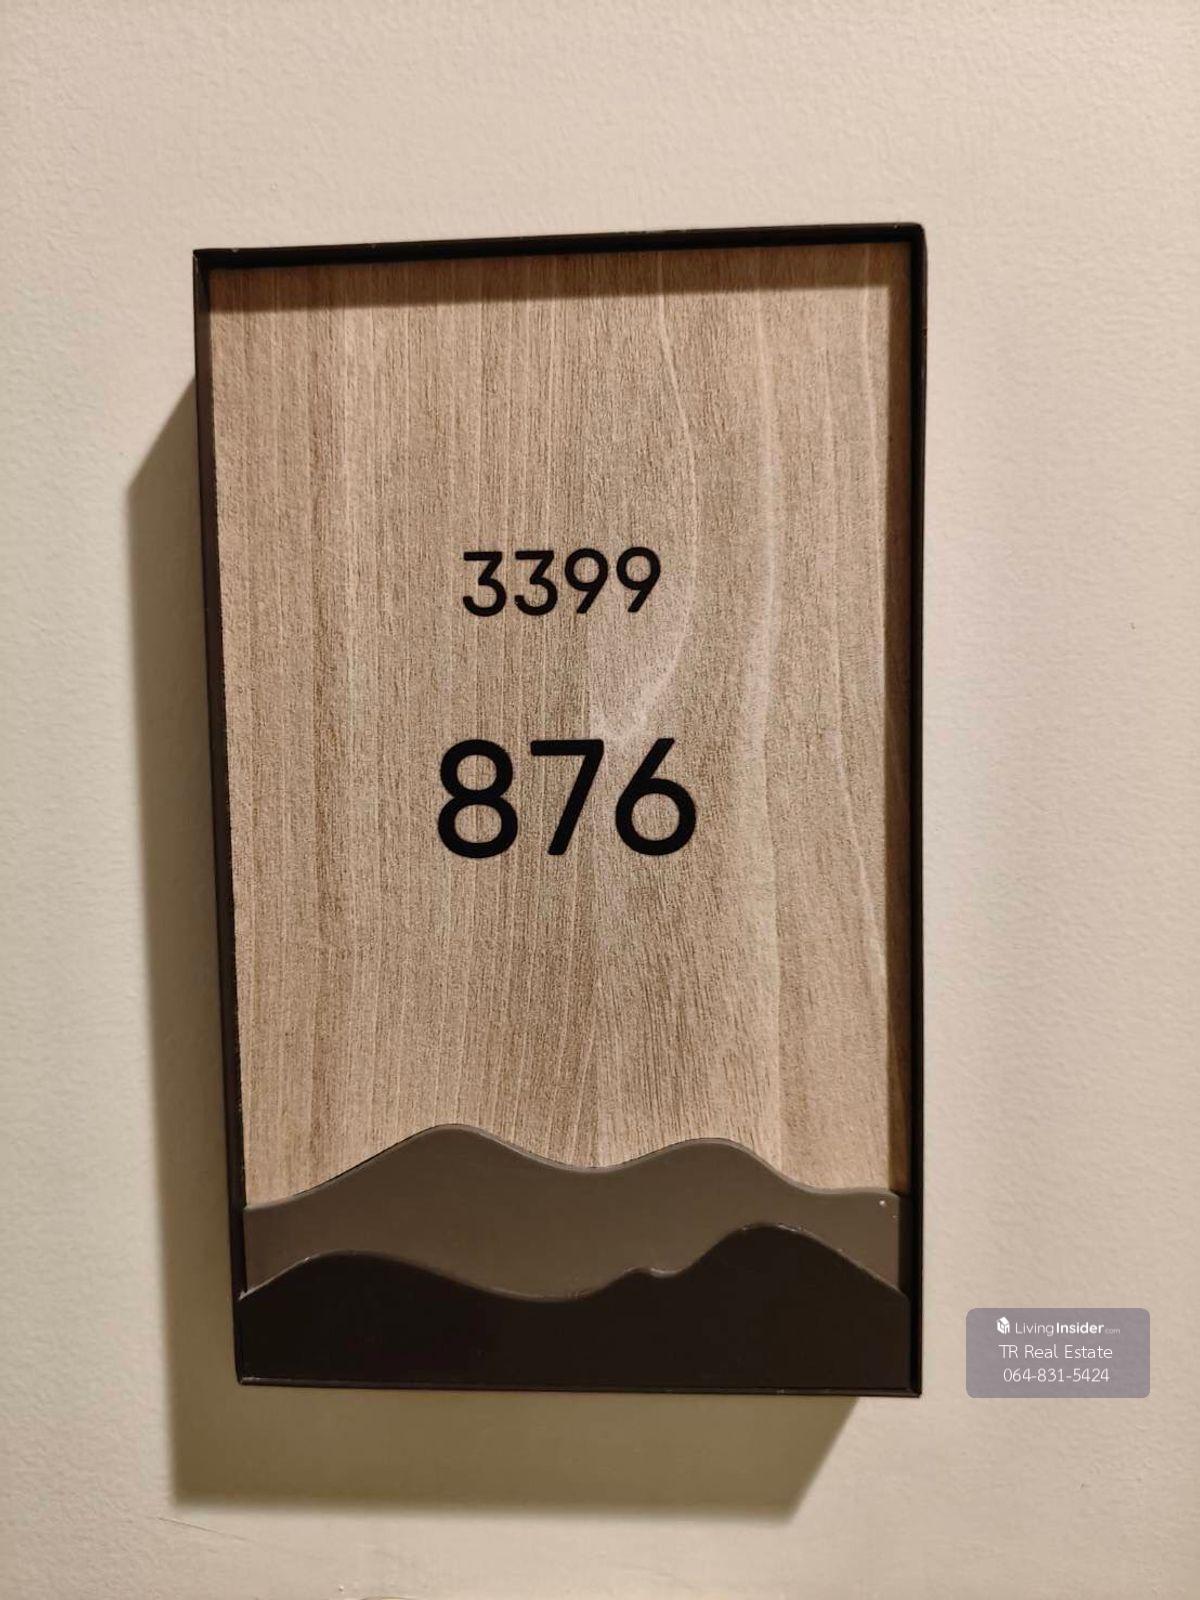 3399
876
LivingInsider.com
TR Real Estate
064-831-5424